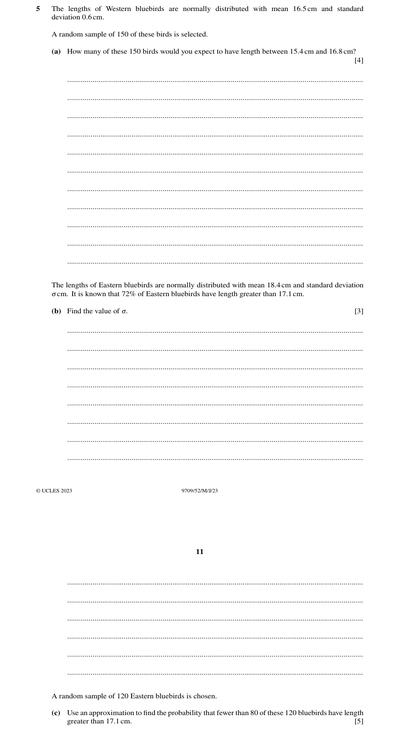 5 The lengths of Western bluebirds are normally distributed with mean 16.5 cm and standard
deviation 0.6 cm.
A random sample of 150 of these birds is selected.
(a) How many of these 150 birds would you expect to have length between 15.4 cm and 16.8 cm?
[4]
The lengths of Eastern bluebirds are normally distributed with mean 18.4 cm and standard deviation
σ cm. It is known that 72% of Eastern bluebirds have length greater than 17.1 cm.
(b) Find the value of σ. [3]
© UCLES 2023 9709/52/M/J/23
11
A random sample of 120 Eastern bluebirds is chosen.
(c) Use an approximation to find the probability that fewer than 80 of these 120 bluebirds have length
greater than 17.1 cm. [5]